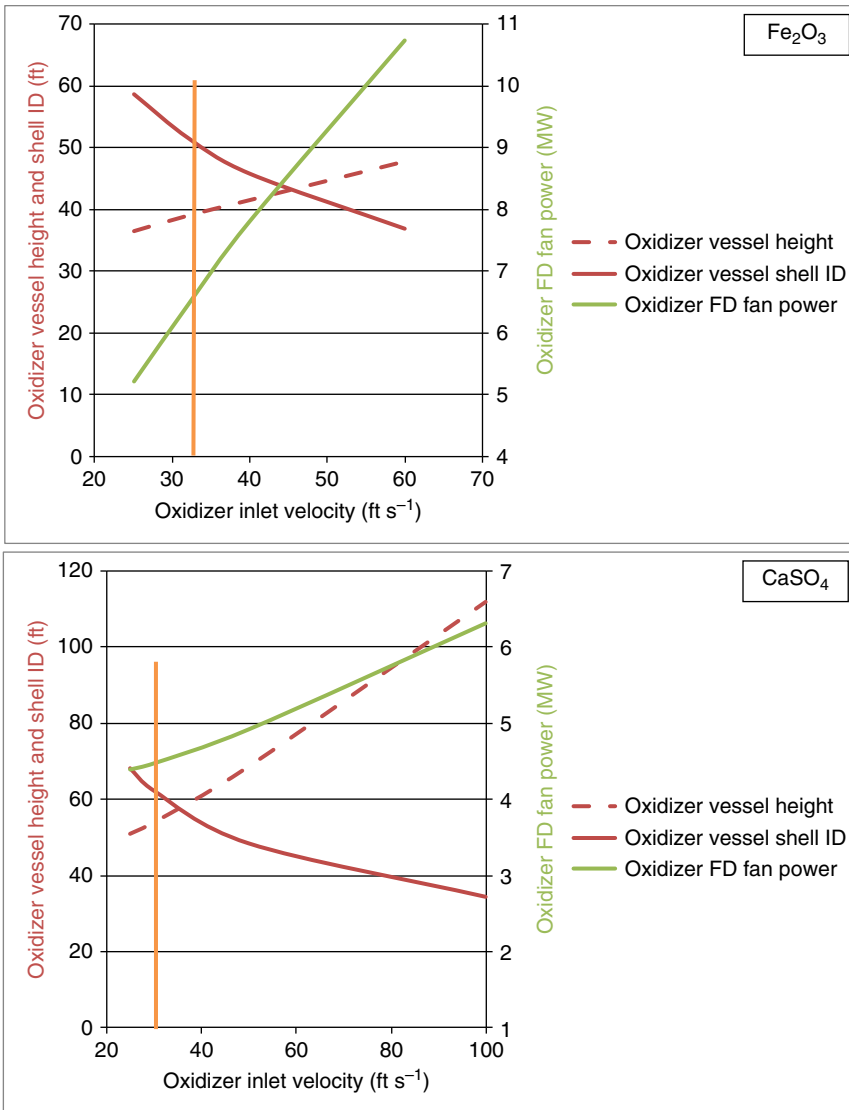 Fe₂O₃
Oxidizer vessel height and shell ID (ft)
70
60
50
40
30
20
10
0
11
10
9
8
7
6
5
4
Oxidizer FD fan power (MW)
20 30 40 50 60 70
Oxidizer inlet velocity (ft s⁻¹)
Oxidizer vessel height
Oxidizer vessel shell ID
Oxidizer FD fan power
CaSO₄
Oxidizer vessel height and shell ID (ft)
120
100
80
60
40
20
0
7
6
5
4
3
2
1
Oxidizer FD fan power (MW)
20 40 60 80 100
Oxidizer inlet velocity (ft s⁻¹)
Oxidizer vessel height
Oxidizer vessel shell ID
Oxidizer FD fan power